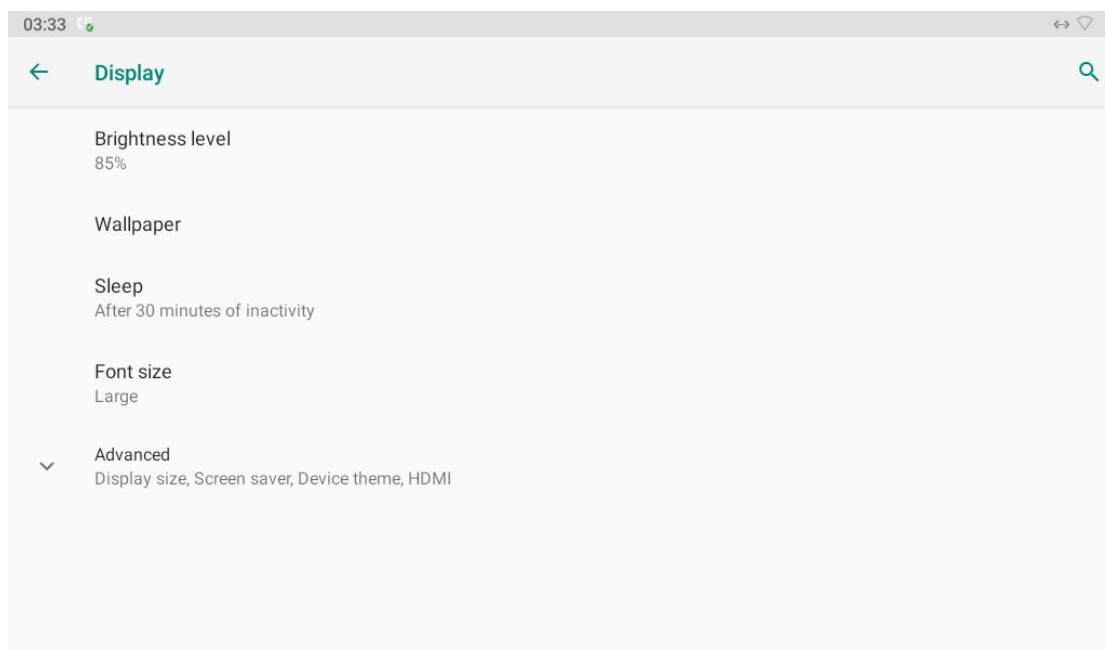 03:33
Display
Brightness level
85%
Wallpaper
Sleep
After 30 minutes of inactivity
Font size
Large
Advanced
Display size, Screen saver, Device theme, HDMI